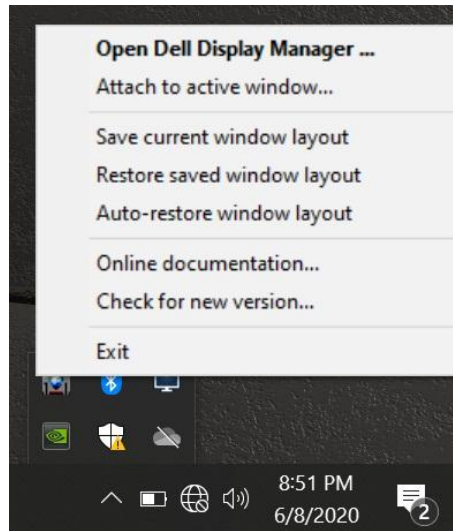 Open Dell Display Manager ...
Attach to active window...
Save current window layout
Restore saved window layout
Auto-restore window layout
Online documentation...
Check for new version...
Exit
8:51 PM
6/8/2020
2